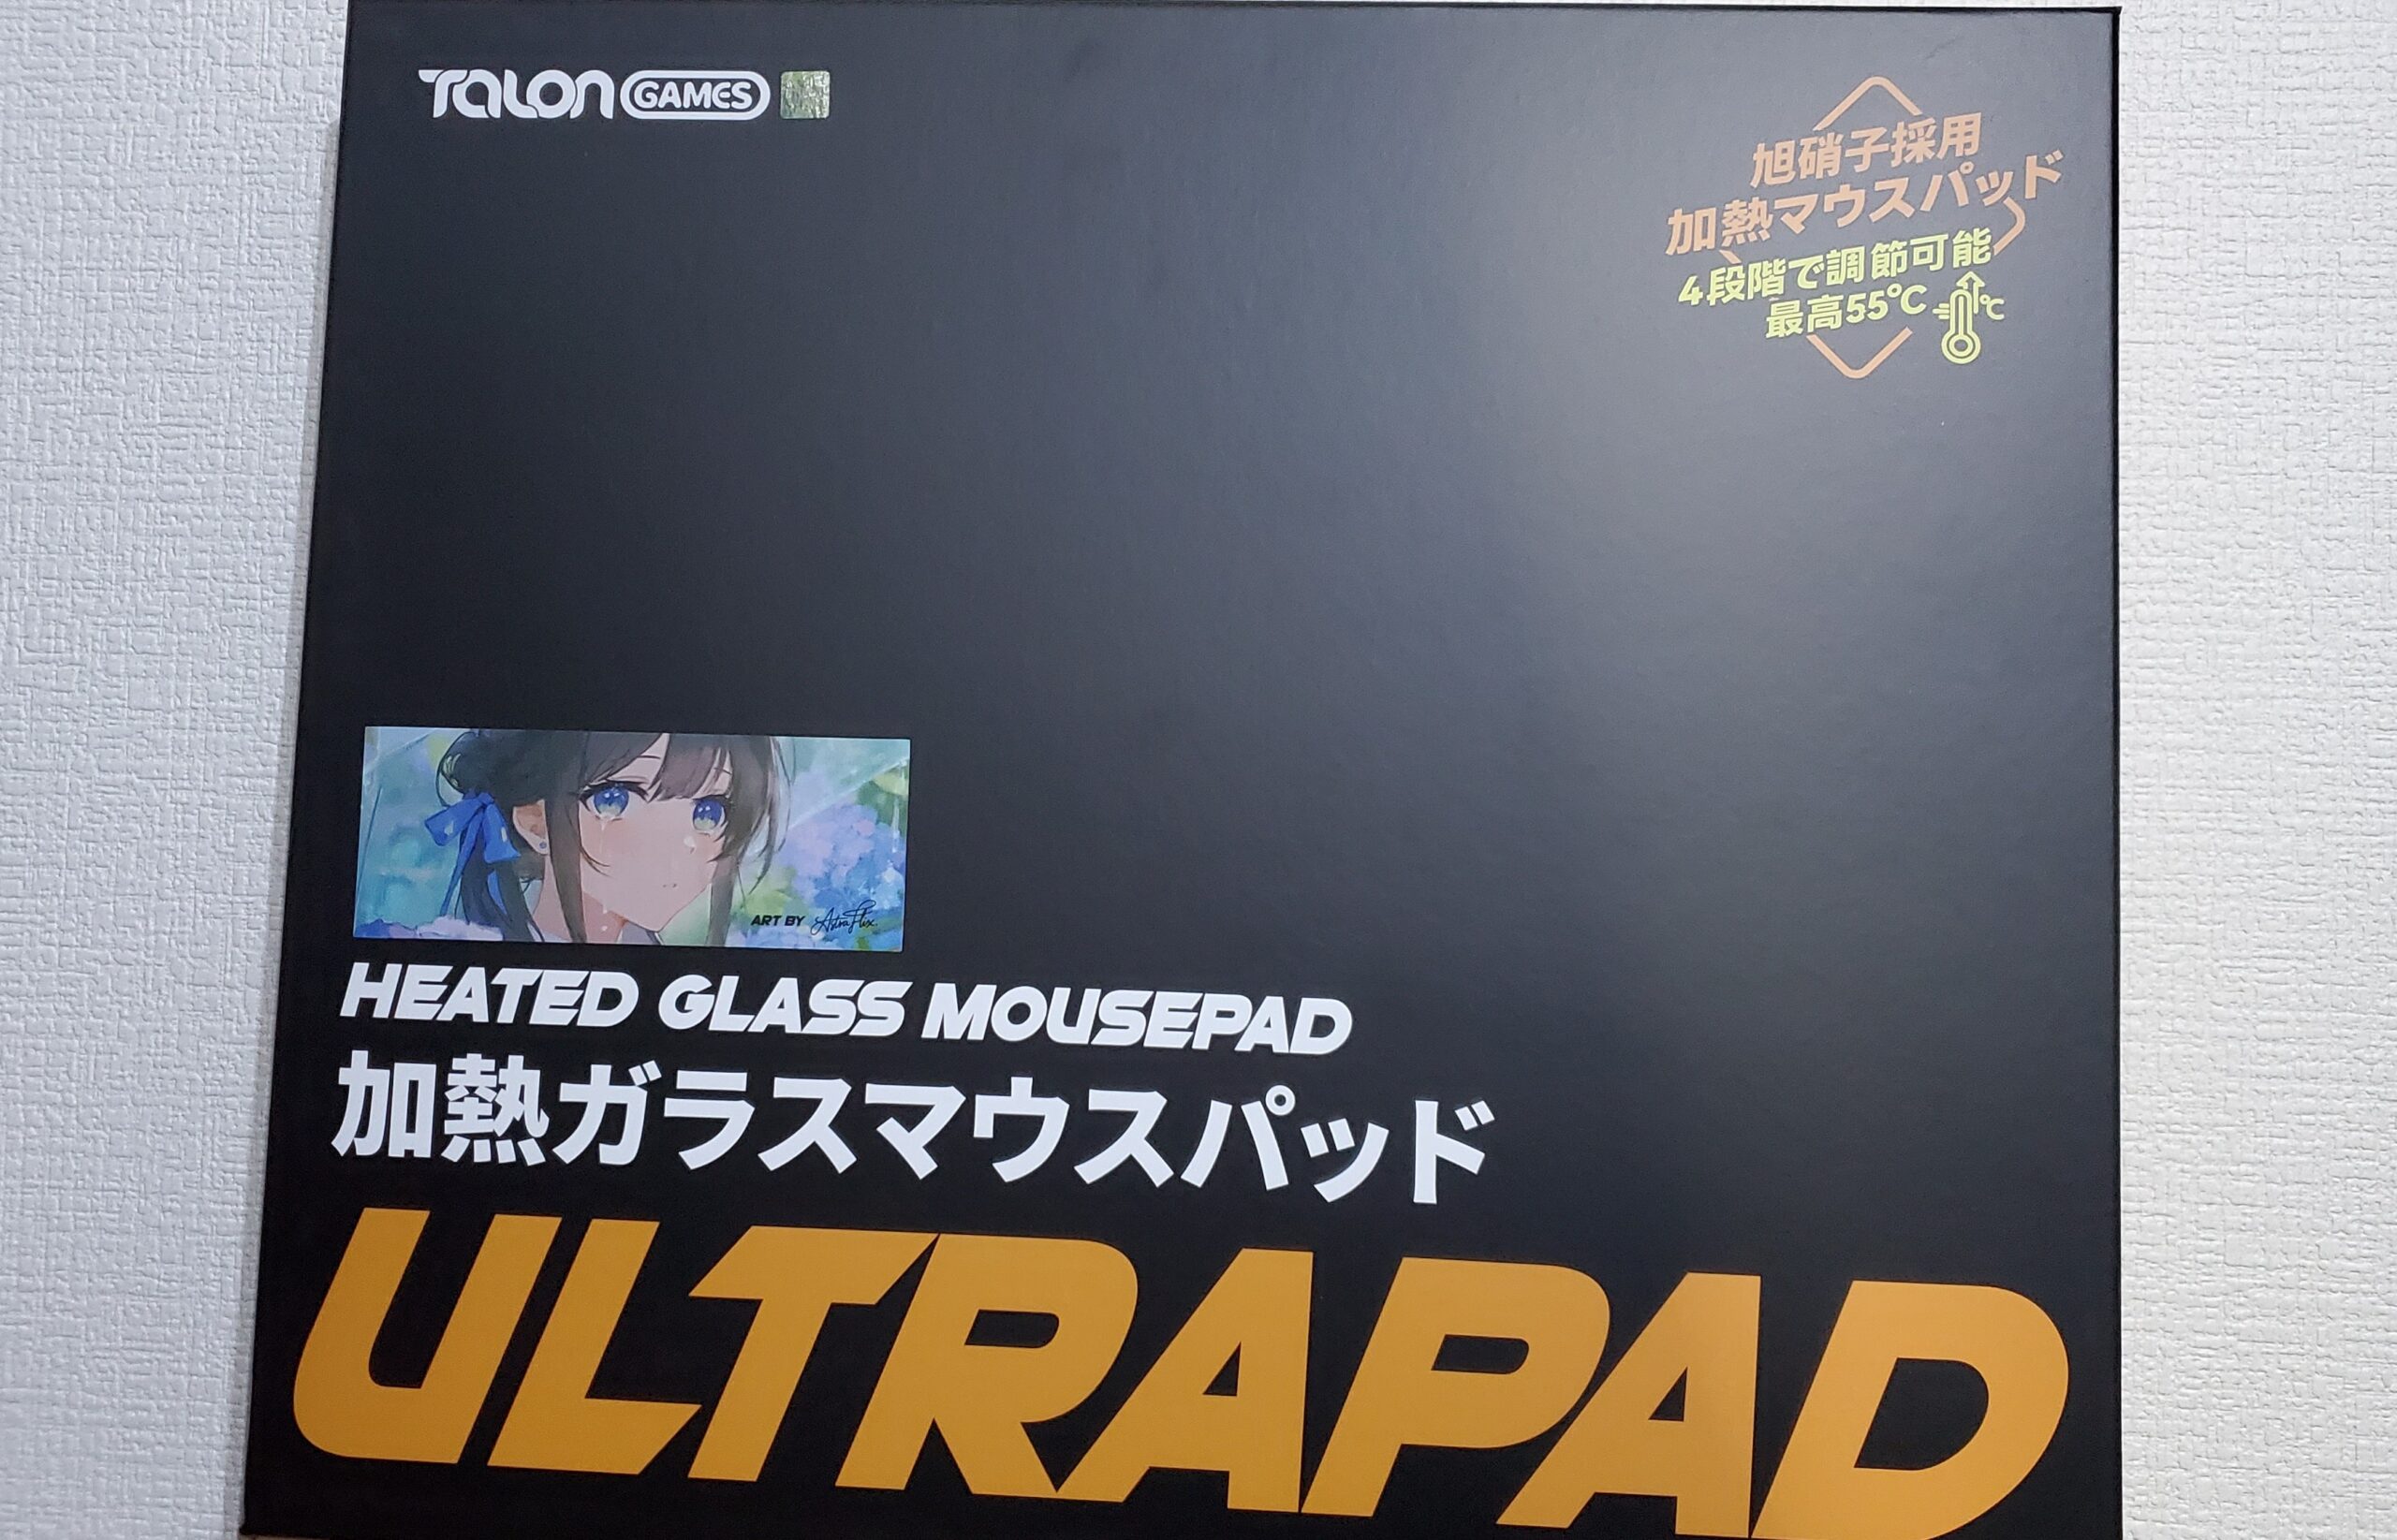 TALON GAMES
旭硝子採用
加熱マウスパッド
4段階で調節可能
最高55℃
℃
ART BY AstraFlix.
HEATED GLASS MOUSEPAD
加熱ガラスマウスパッド
ULTRAPAD